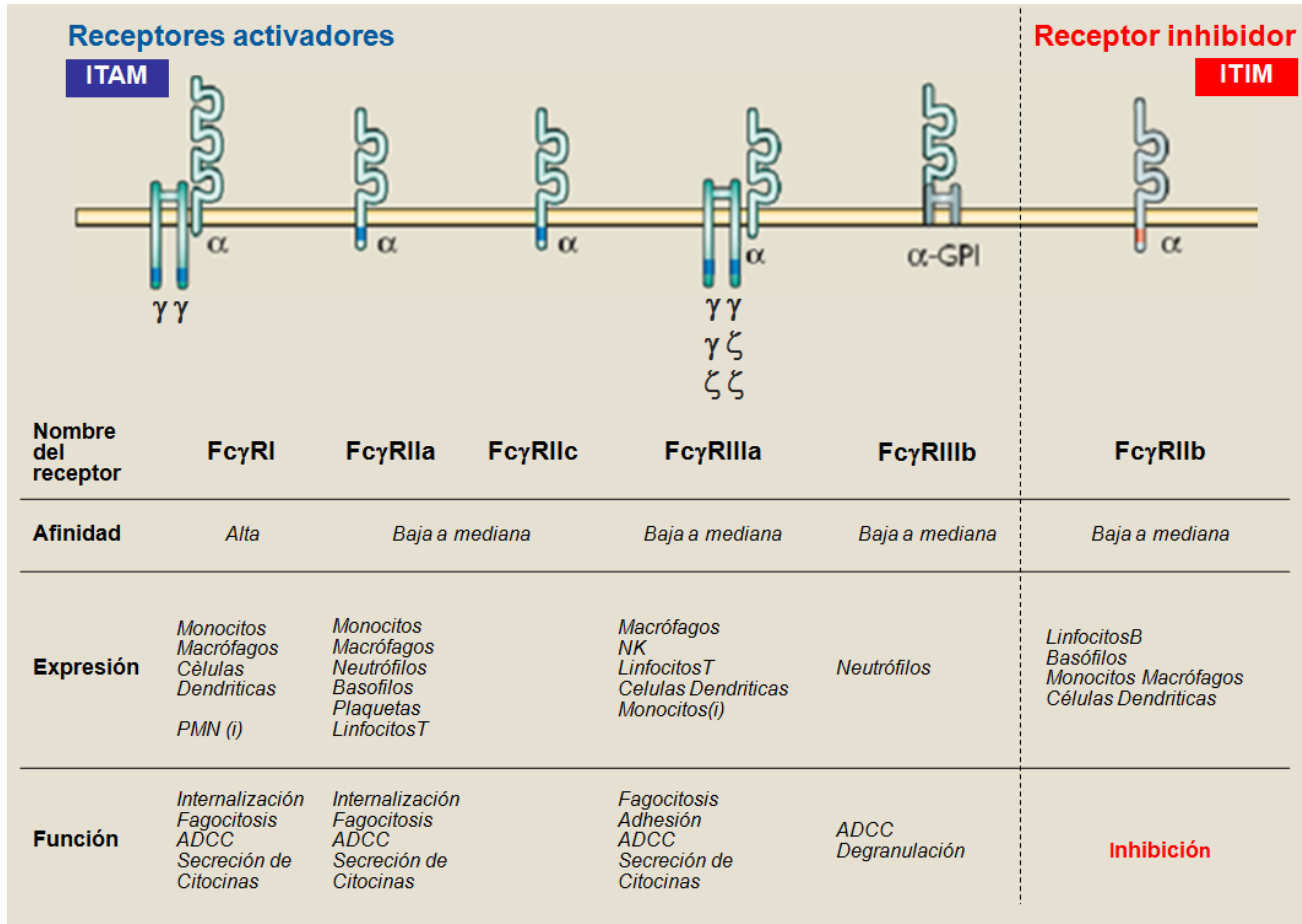 Receptores activadores
Receptor inhibidor
ITAM
ITIM
α
α
α
α
α-GPI
α
γ γ
γ γ
γ ζ
ζ ζ
Nombre
del
receptor
FcγRI
FcγRIIa
FcγRIIc
FcγRIIIa
FcγRIIIb
FcγRIIb
Afinidad
Alta
Baja a mediana
Baja a mediana
Baja a mediana
Baja a mediana
Expresión
Monocitos
Macrófagos
Cèlulas
Dendriticas
PMN (i)
Monocitos
Macrófagos
Neutrófilos
Basofilos
Plaquetas
LinfocitosT
Macrófagos
NK
LinfocitosT
Celulas Dendriticas
Monocitos(i)
Neutrófilos
LinfocitosB
Basófilos
Monocitos Macrófagos
Células Dendriticas
Función
Internalización
Fagocitosis
ADCC
Secreción de
Citocinas
Internalización
Fagocitosis
ADCC
Secreción de
Citocinas
Fagocitosis
Adhesión
ADCC
Secreción de
Citocinas
ADCC
Degranulación
Inhibición